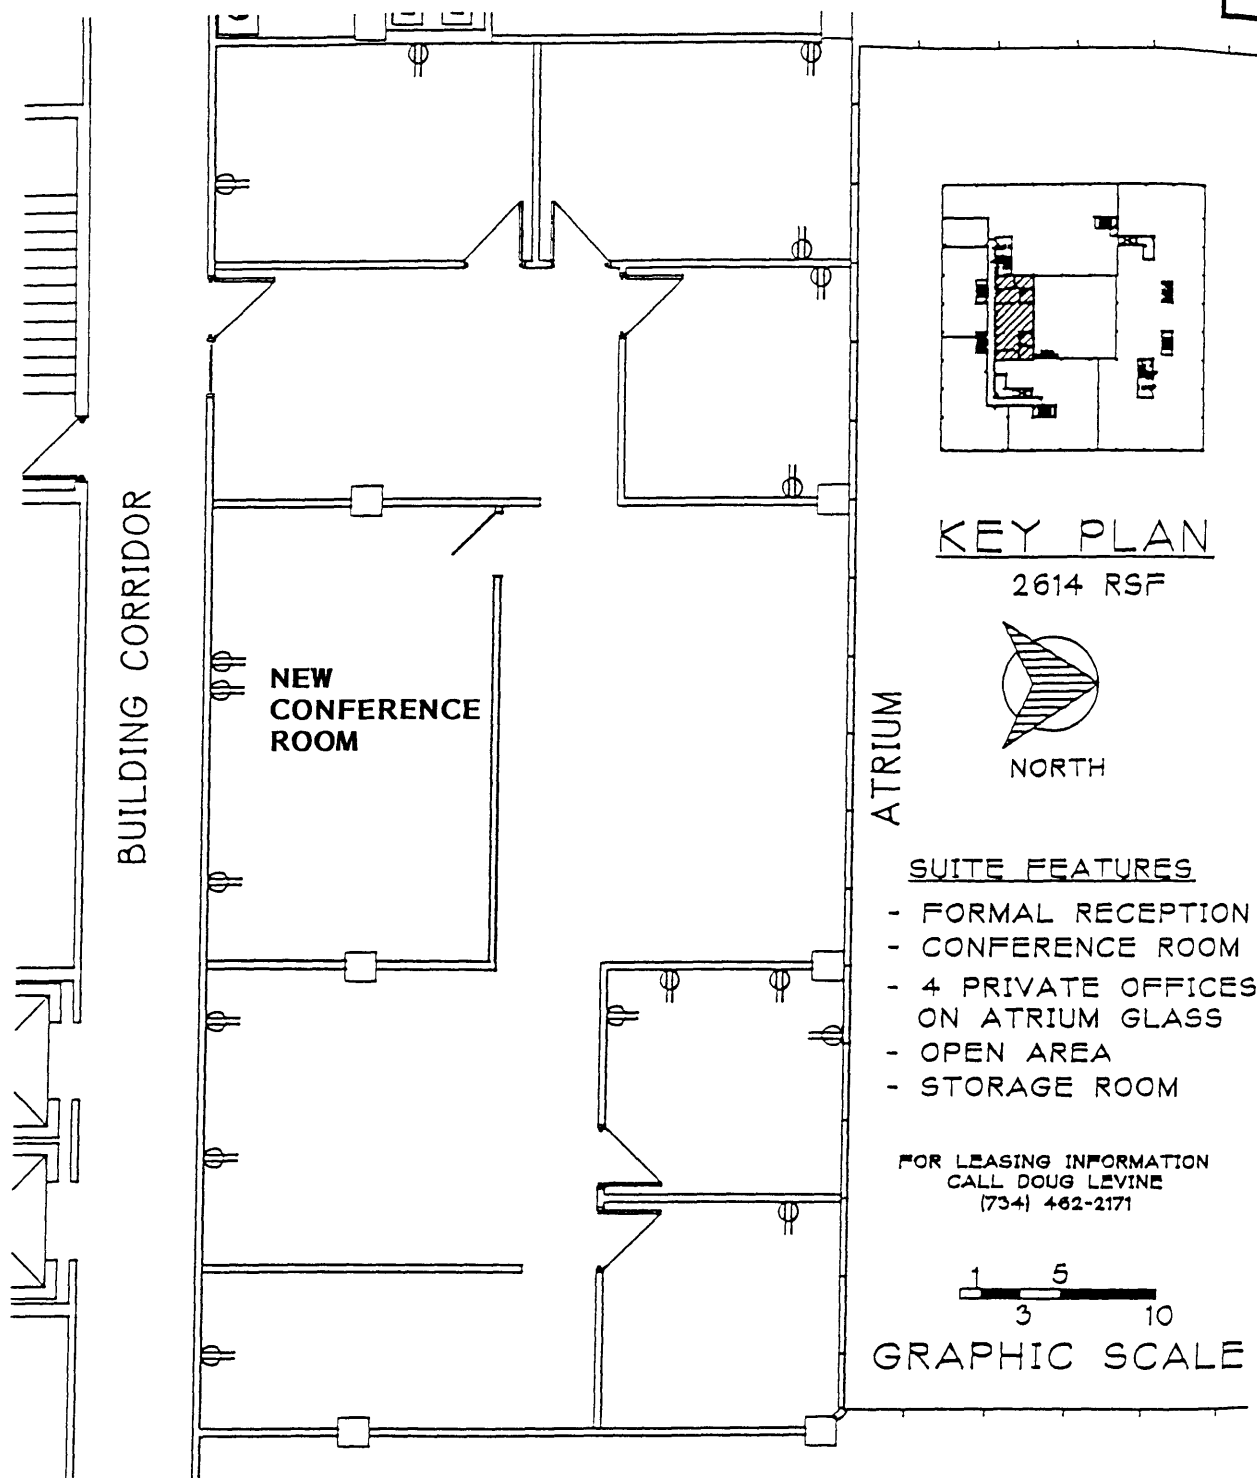 BUILDING CORRIDOR
NEW
CONFERENCE
ROOM
ATRIUM
KEY PLAN
2614 RSF
NORTH
SUITE FEATURES
- FORMAL RECEPTION
- CONFERENCE ROOM
- 4 PRIVATE OFFICES
ON ATRIUM GLASS
- OPEN AREA
- STORAGE ROOM
FOR LEASING INFORMATION
CALL DOUG LEVINE
(734) 462-2171
1 5
3 10
GRAPHIC SCALE